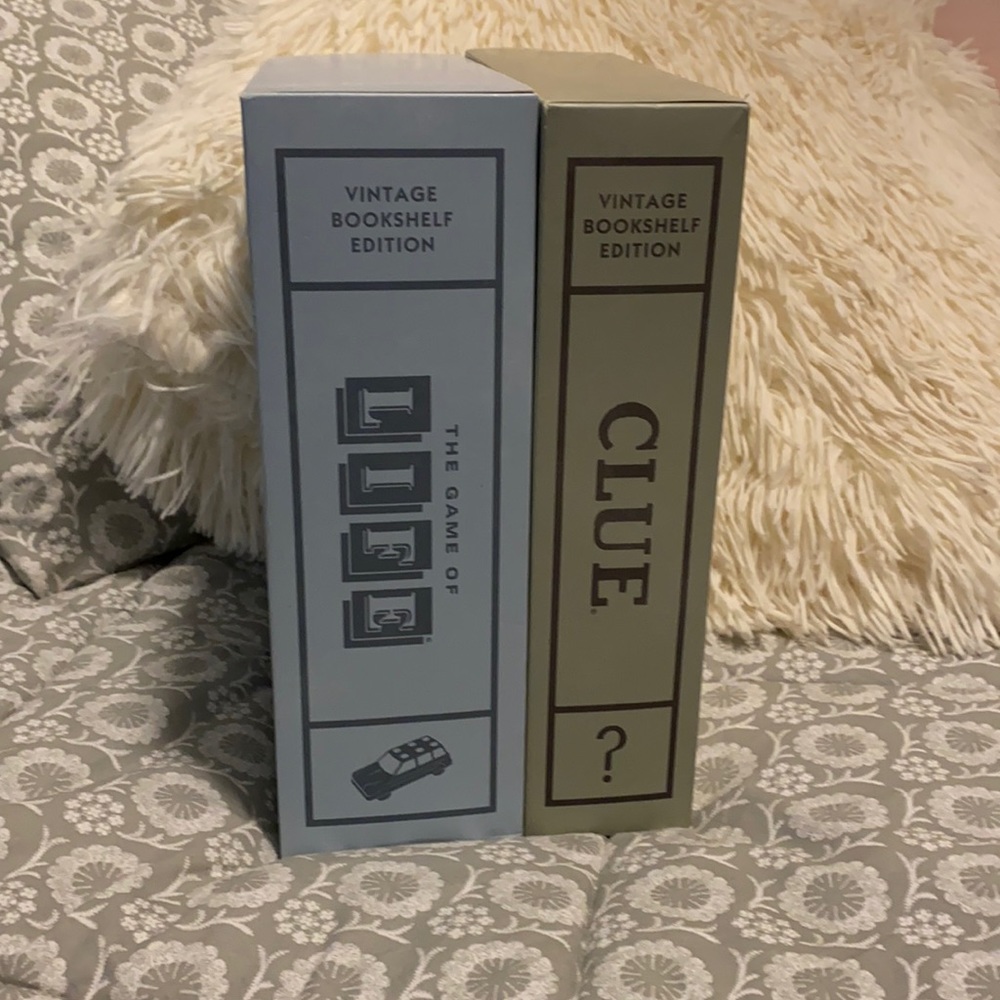 VINTAGE
BOOKSHELF
EDITION
THE GAME OF
LIFE
VINTAGE
BOOKSHELF
EDITION
CLUE
?